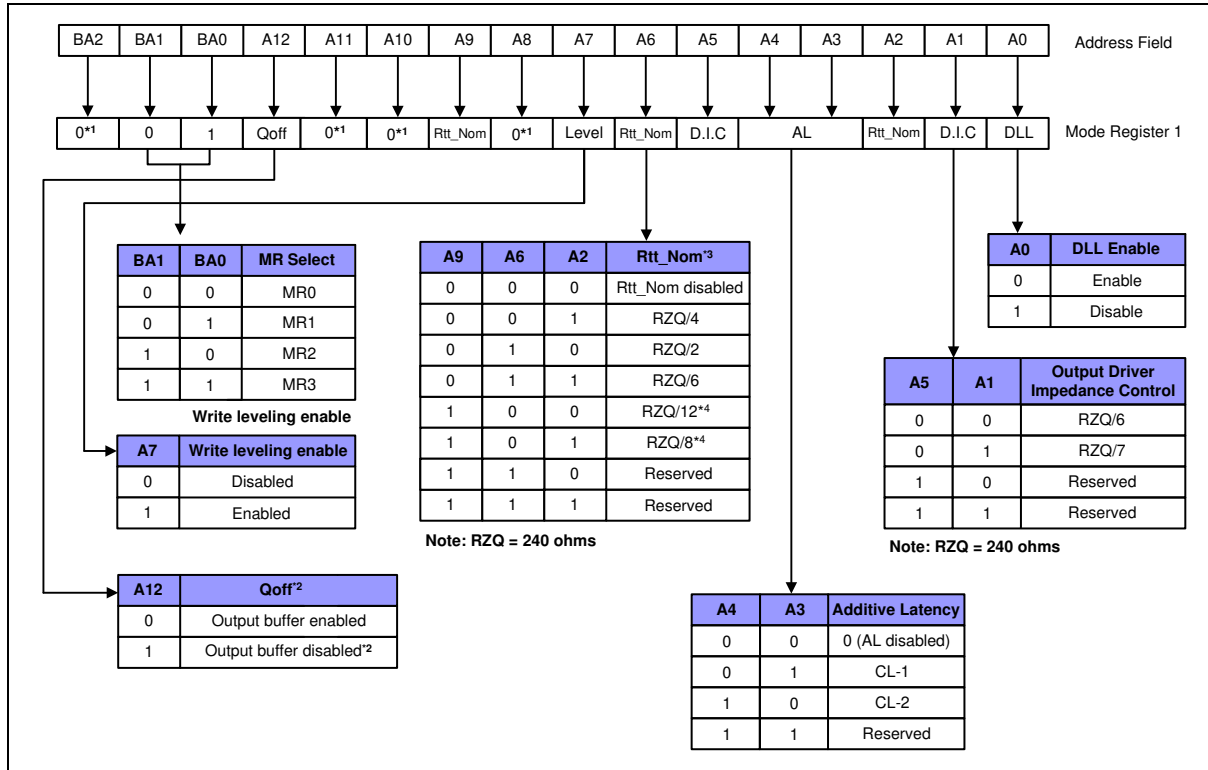 BA2 BA1 BA0 A12 A11 A10 A9 A8 A7 A6 A5 A4 A3 A2 A1 A0 Address Field
0*1 0 1 Qoff 0*1 0*1 Rtt_Nom 0*1 Level Rtt_Nom D.I.C AL Rtt_Nom D.I.C DLL Mode Register 1
BA1 BA0 MR Select
0 0 MR0
0 1 MR1
1 0 MR2
1 1 MR3
Write leveling enable
A7 Write leveling enable
0 Disabled
1 Enabled
A12 Qoff*2
0 Output buffer enabled
1 Output buffer disabled*2
A9 A6 A2 Rtt_Nom*3
0 0 0 Rtt_Nom disabled
0 0 1 RZQ/4
0 1 0 RZQ/2
0 1 1 RZQ/6
1 0 0 RZQ/12*4
1 0 1 RZQ/8*4
1 1 0 Reserved
1 1 1 Reserved
Note: RZQ = 240 ohms
A0 DLL Enable
0 Enable
1 Disable
A5 A1 Output Driver
Impedance Control
0 0 RZQ/6
0 1 RZQ/7
1 0 Reserved
1 1 Reserved
Note: RZQ = 240 ohms
A4 A3 Additive Latency
0 0 0 (AL disabled)
0 1 CL-1
1 0 CL-2
1 1 Reserved